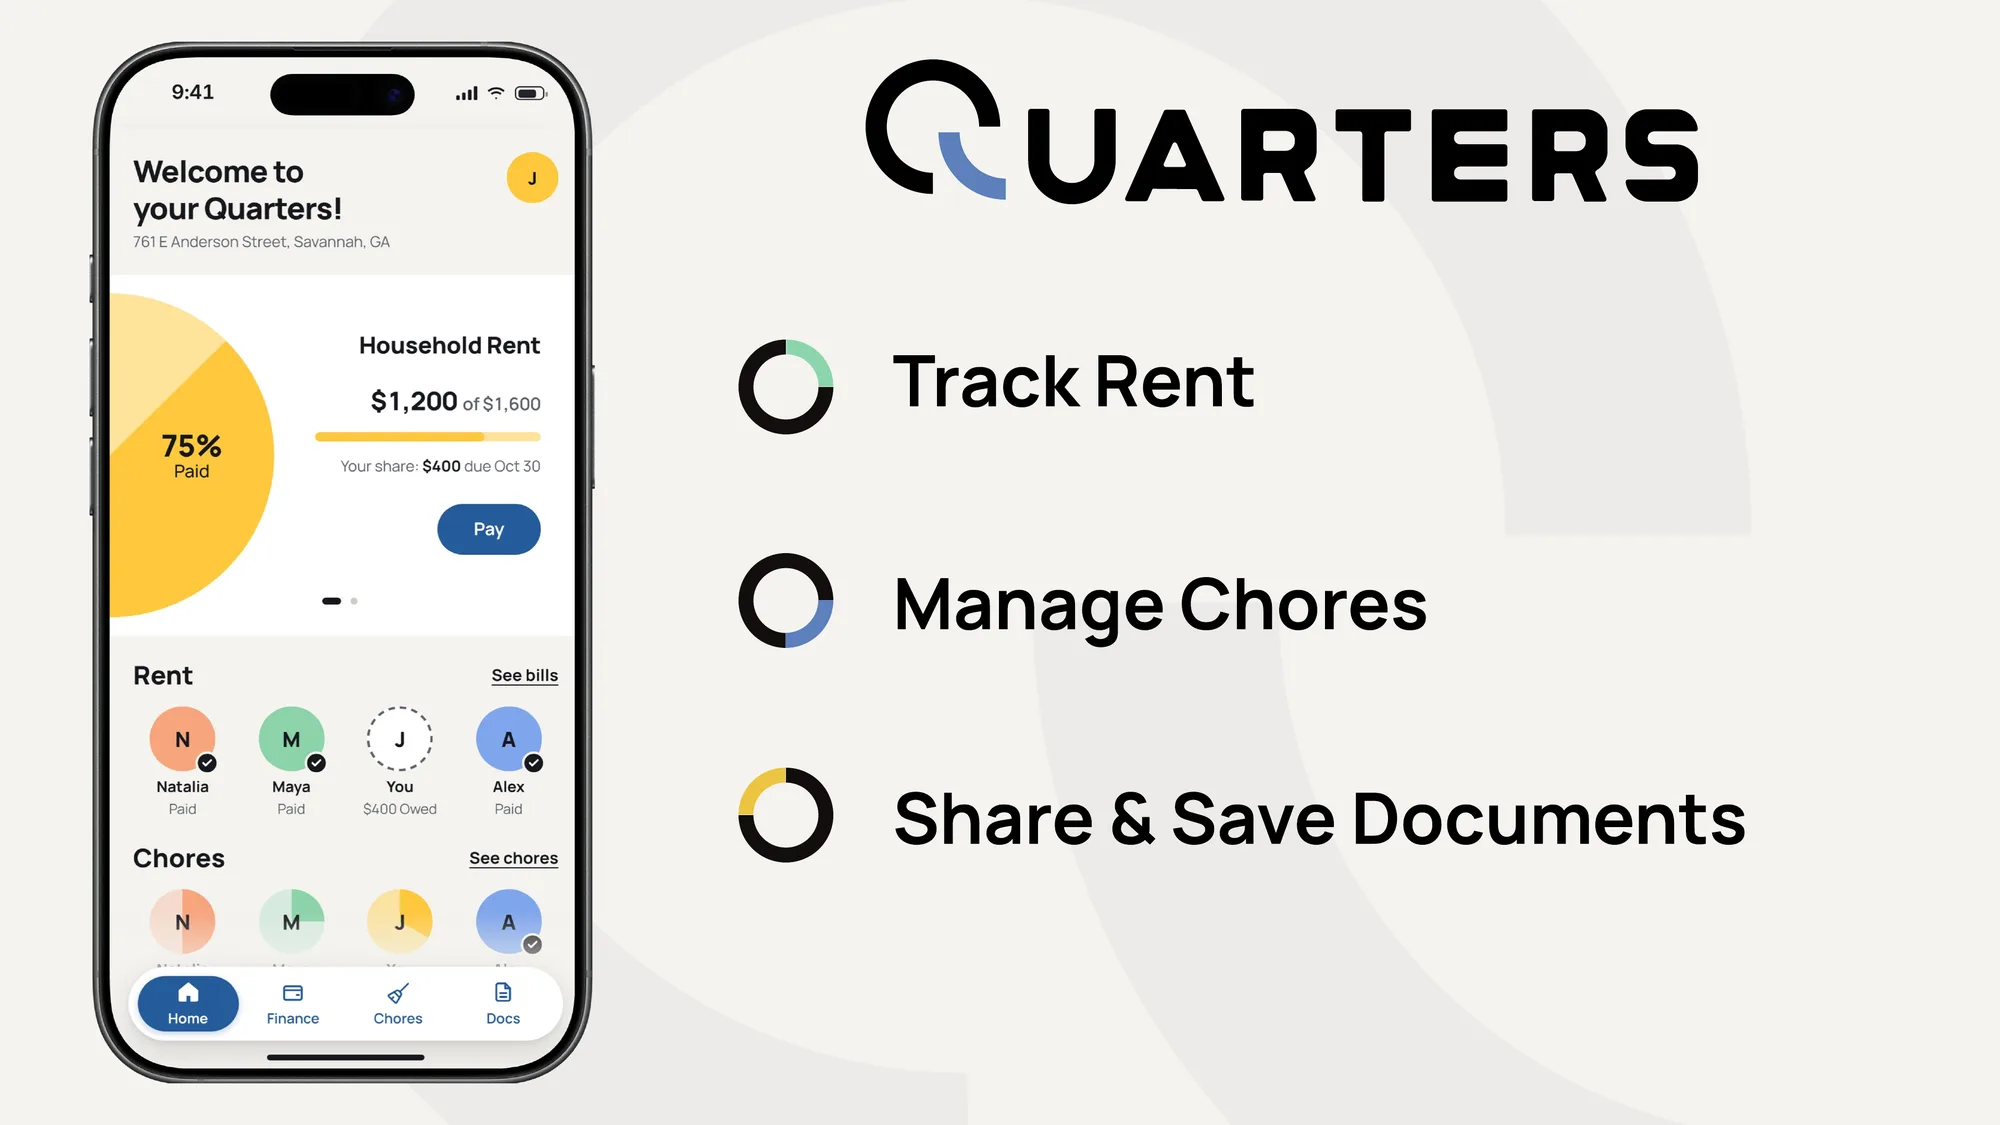 9:41
Welcome to
your Quarters!
J
761 E Anderson Street, Savannah, GA
Household Rent
$1,200 of $1,600
75%
Paid
Your share: $400 due Oct 30
Pay
Rent
See bills
N
M
J
A
Natalia
Maya
You
Alex
Paid
Paid
$400 Owed
Paid
Chores
See chores
N
M
J
A
Home
Finance
Chores
Docs
QUARTERS
Track Rent
Manage Chores
Share & Save Documents